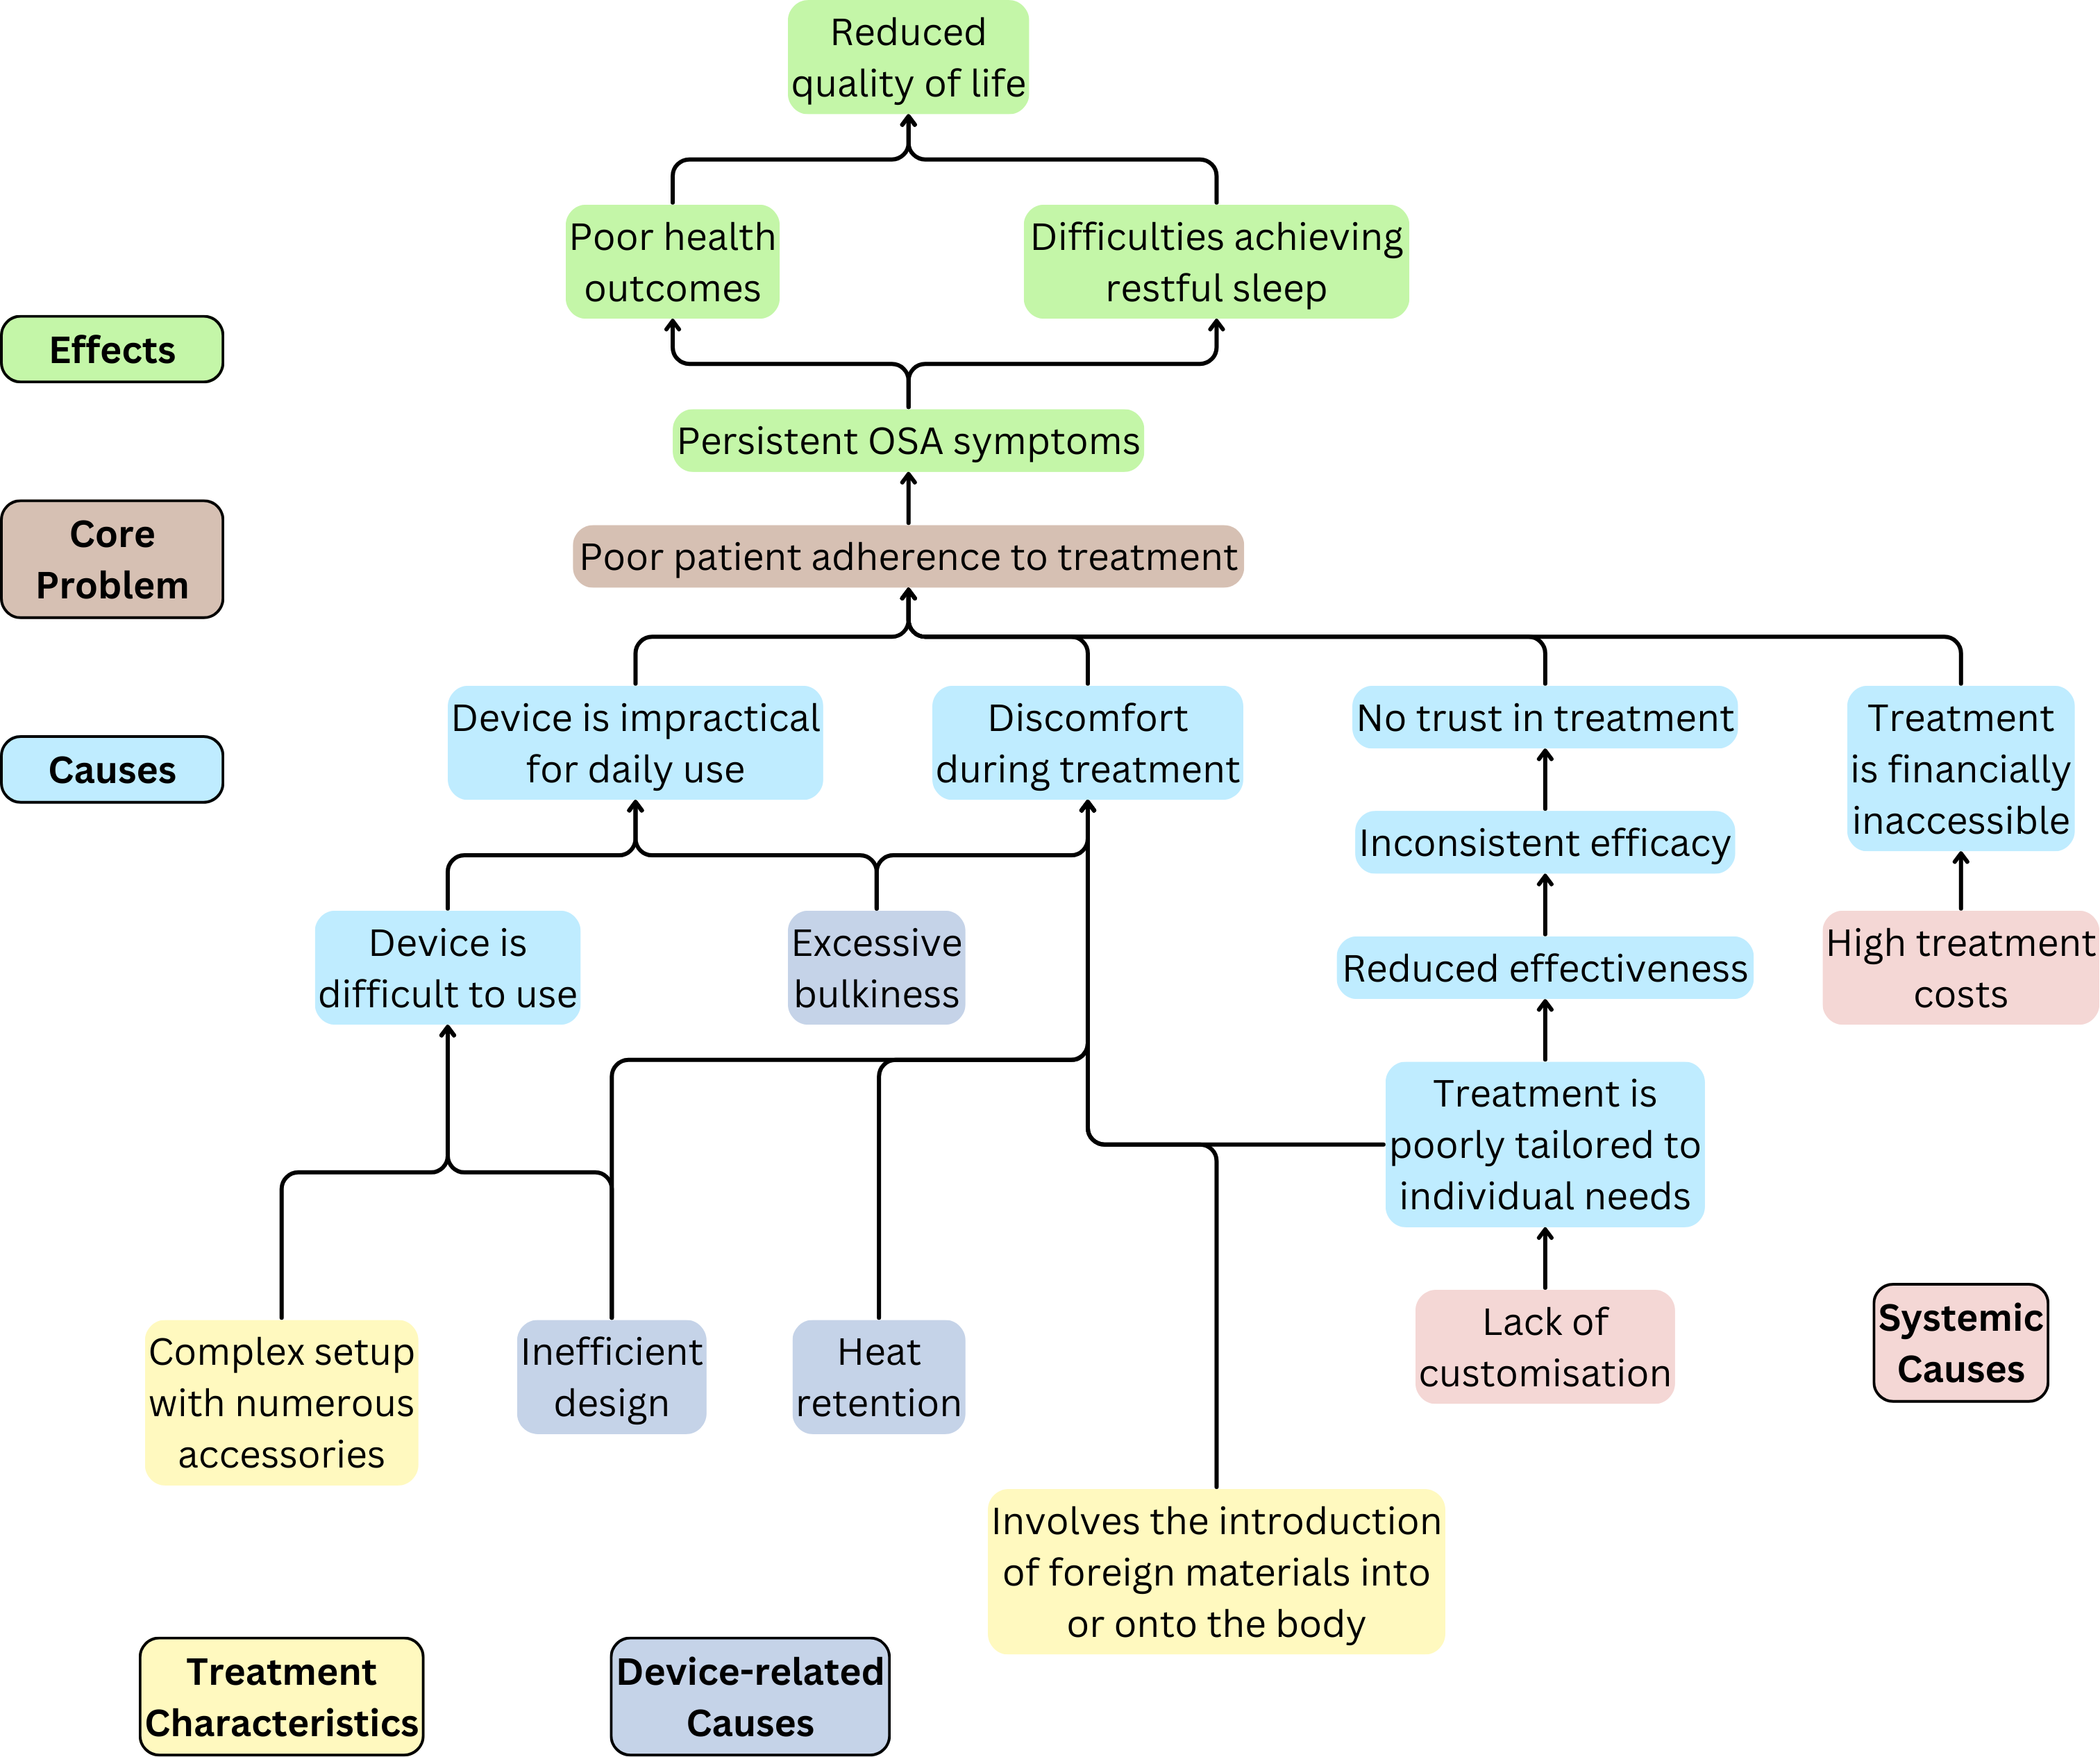 Reduced
quality of life
Poor health
outcomes
Difficulties achieving
restful sleep
Effects
Persistent OSA symptoms
Core
Problem
Poor patient adherence to treatment
Causes
Device is impractical
for daily use
Discomfort
during treatment
No trust in treatment
Treatment
is financially
inaccessible
Inconsistent efficacy
Device is
difficult to use
Excessive
bulkiness
Reduced effectiveness
High treatment
costs
Treatment is
poorly tailored to
individual needs
Complex setup
with numerous
accessories
Inefficient
design
Heat
retention
Lack of
customisation
Systemic
Causes
Involves the introduction
of foreign materials into
or onto the body
Treatment
Characteristics
Device-related
Causes